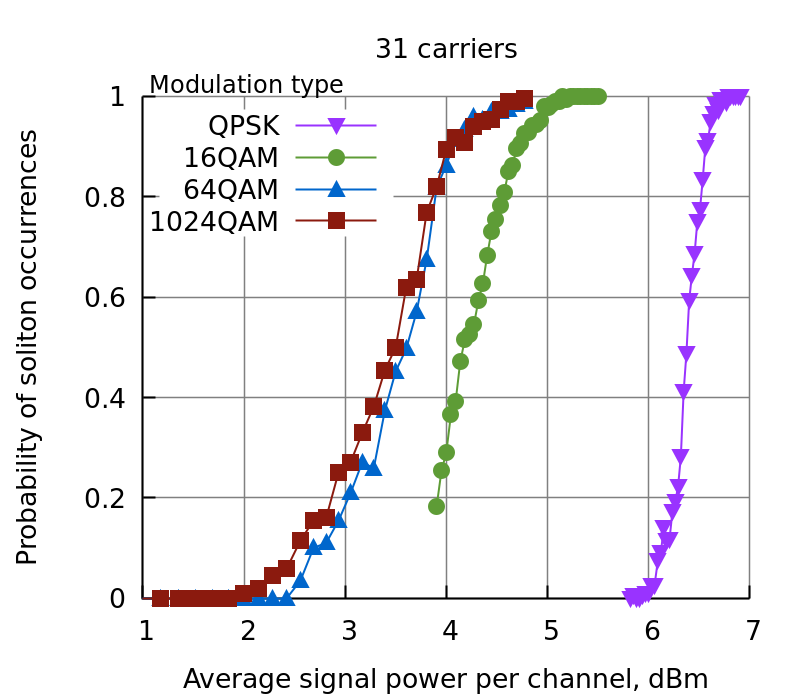 31 carriers
Modulation type
QPSK
16QAM
64QAM
1024QAM
Probability of soliton occurrences
1
0.8
0.6
0.4
0.2
0
1 2 3 4 5 6 7
Average signal power per channel, dBm